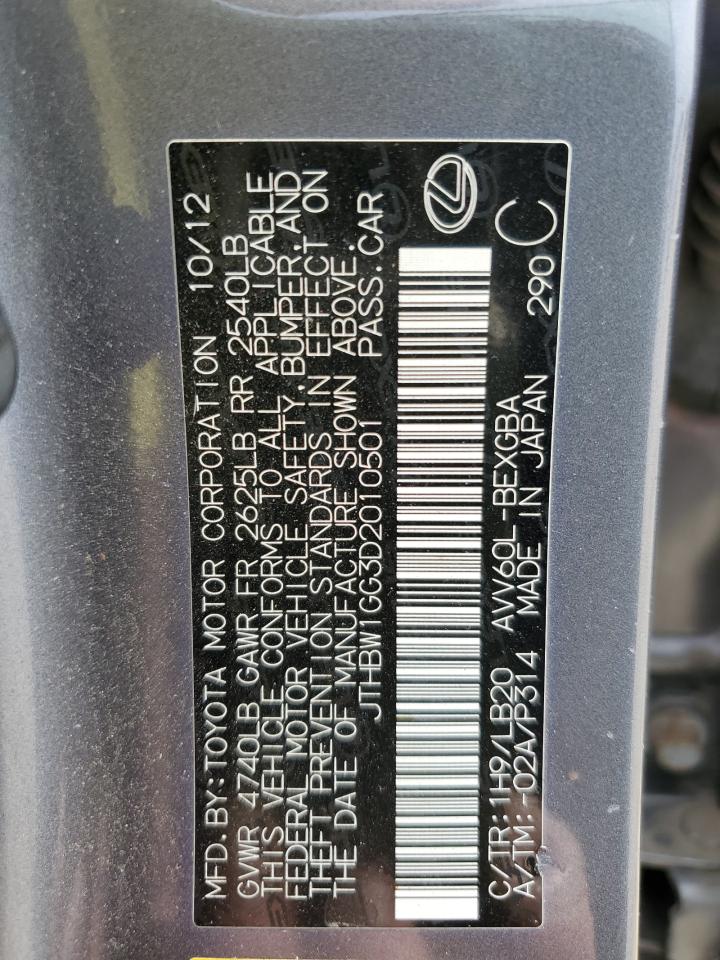 MFD.BY:TOYOTA MOTOR CORPORATION 10/12
GVWR 4740LB GAWR FR 2625LB RR 2540LB
THIS VEHICLE CONFORMS TO ALL APPLICABLE
FEDERAL MOTOR VEHICLE SAFETY,BUMPER,AND
THEFT PREVENTION STANDARDS IN EFFECT ON
THE DATE OF MANUFACTURE SHOWN ABOVE.
JTHBW1GG3D2010501 PASS.CAR
C/TR:1H9/LB20 AVV60L-BEXGBA 290 C
A/TM:-02A/P314 MADE IN JAPAN